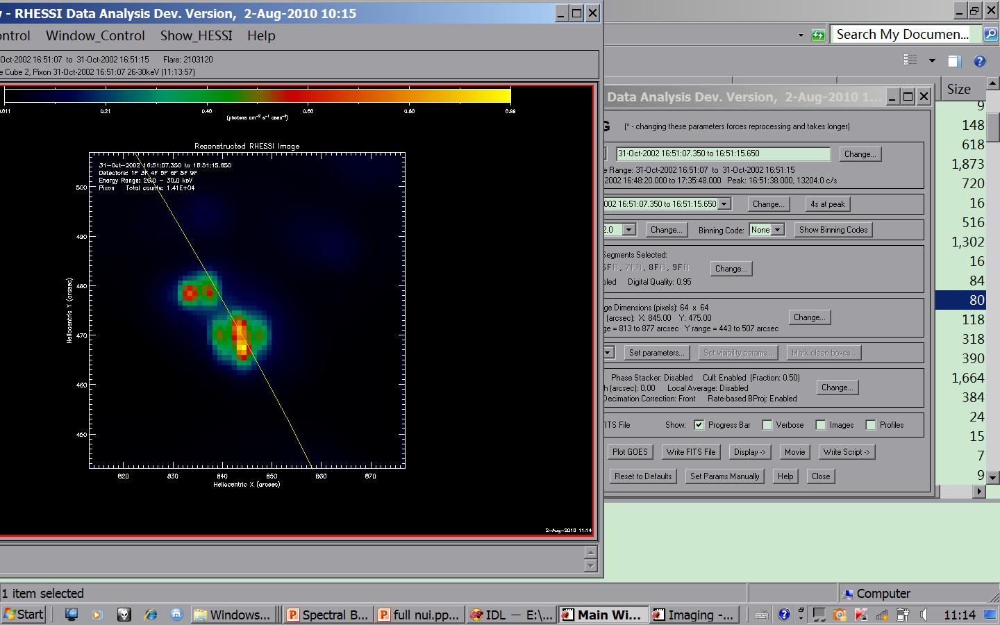 - RHESSI Data Analysis Dev. Version, 2-Aug-2010 10:15
ontrol Window_Control Show_HESSI Help
Oct-2002 16:51:07 to 31-Oct-2002 16:51:15 Flare: 2103120
e Cube 2, Pixon 31-Oct-2002 16:51:07 26-30keV (11:13:57)
0.21 0.40 0.60 0.80
(photons cm-2 s-1 asec-2)
Reconstructed RHESSI Image
31-Oct-2002 16:51:07.350 to 16:51:15.650
Detectors: 1F 3F 4F 5F 6F 8F 9F
Energy Range: 26.0 - 30.0 keV
Pixon Total counts: 1.41E+04
500
490
480
470
460
450
Heliocentric Y (arcsec)
820 830 840 850 860 870
Heliocentric X (arcsec)
2-Aug-2010 11:14
Search My Documen...
Size
9
148
618
1,873
720
16
516
1,302
16
84
80
118
318
390
1,664
384
24
15
7
9
Data Analysis Dev. Version, 2-Aug-2010 1...
G (* - changing these parameters forces reprocessing and takes longer)
31-Oct-2002 16:51:07.350 to 16:51:15.650 Change...
e Range: 31-Oct-2002 16:51:07 to 31-Oct-2002 16:51:15
2002 16:48:20.000 to 17:35:48.000 Peak: 16:51:38.000, 13204.0 c/s
002 16:51:07.350 to 16:51:15.650 Change... 4s at peak
2.0 Change... Binning Code: None Show Binning Codes
Segments Selected:
6FR, 7FR, 8FR, 9FR Change...
bled Digital Quality: 0.95
ge Dimensions (pixels): 64 x 64
(arcsec): X: 845.00 Y: 475.00 Change...
ge = 813 to 877 arcsec Y range = 443 to 507 arcsec
Set parameters... Set visibility params... Mark clean boxes...
Phase Stacker: Disabled Cull: Enabled (Fraction: 0.50)
h (arcsec): 0.00 Local Average: Disabled Change...
Decimation Correction: Front Rate-based BProj: Enabled
FITS File Show: Progress Bar Verbose Images Profiles
Plot GOES Write FITS File Display -> Movie Write Script ->
Reset to Defaults Set Params Manually Help Close
1 item selected
Computer
Start Windows... Spectral B... full nui.pp... IDL — E:\... Main Wi... Imaging -... 11:14